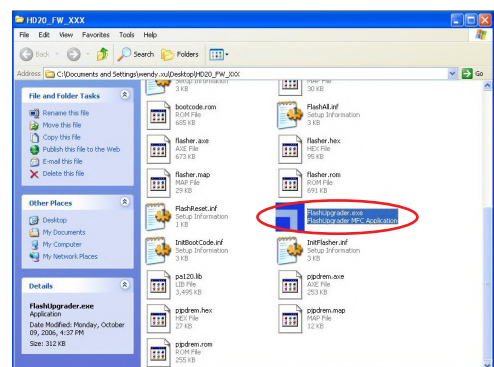 HD20_FW_XXX
File Edit View Favorites Tools Help
Back Search Folders
Address C:\Documents and Settings\wendy.xu\Desktop\HD20_FW_XXX Go
File and Folder Tasks
Rename this file
Move this file
Copy this file
Publish this file to the Web
E-mail this file
Delete this file
Other Places
Desktop
My Documents
My Computer
My Network Places
Details
FlashUpgrader.exe
Application
Date Modified: Monday, October
09, 2006, 4:37 PM
Size: 312 KB
Setup Information
3 KB
MAP File
30 KB
bootcode.rom
ROM File
665 KB
FlashAll.inf
Setup Information
3 KB
flasher.axe
AXE File
673 KB
flasher.hex
HEX File
95 KB
flasher.map
MAP File
29 KB
flasher.rom
ROM File
691 KB
FlashReset.inf
Setup Information
1 KB
FlashUpgrader.exe
FlashUpgrader MFC Application
InitBootCode.inf
Setup Information
3 KB
InitFlasher.inf
Setup Information
3 KB
pa120.lib
LIB File
3,495 KB
pjpdrem.axe
AXE File
253 KB
pjpdrem.hex
HEX File
27 KB
pjpdrem.map
MAP File
12 KB
pjpdrem.rom
ROM File
255 KB